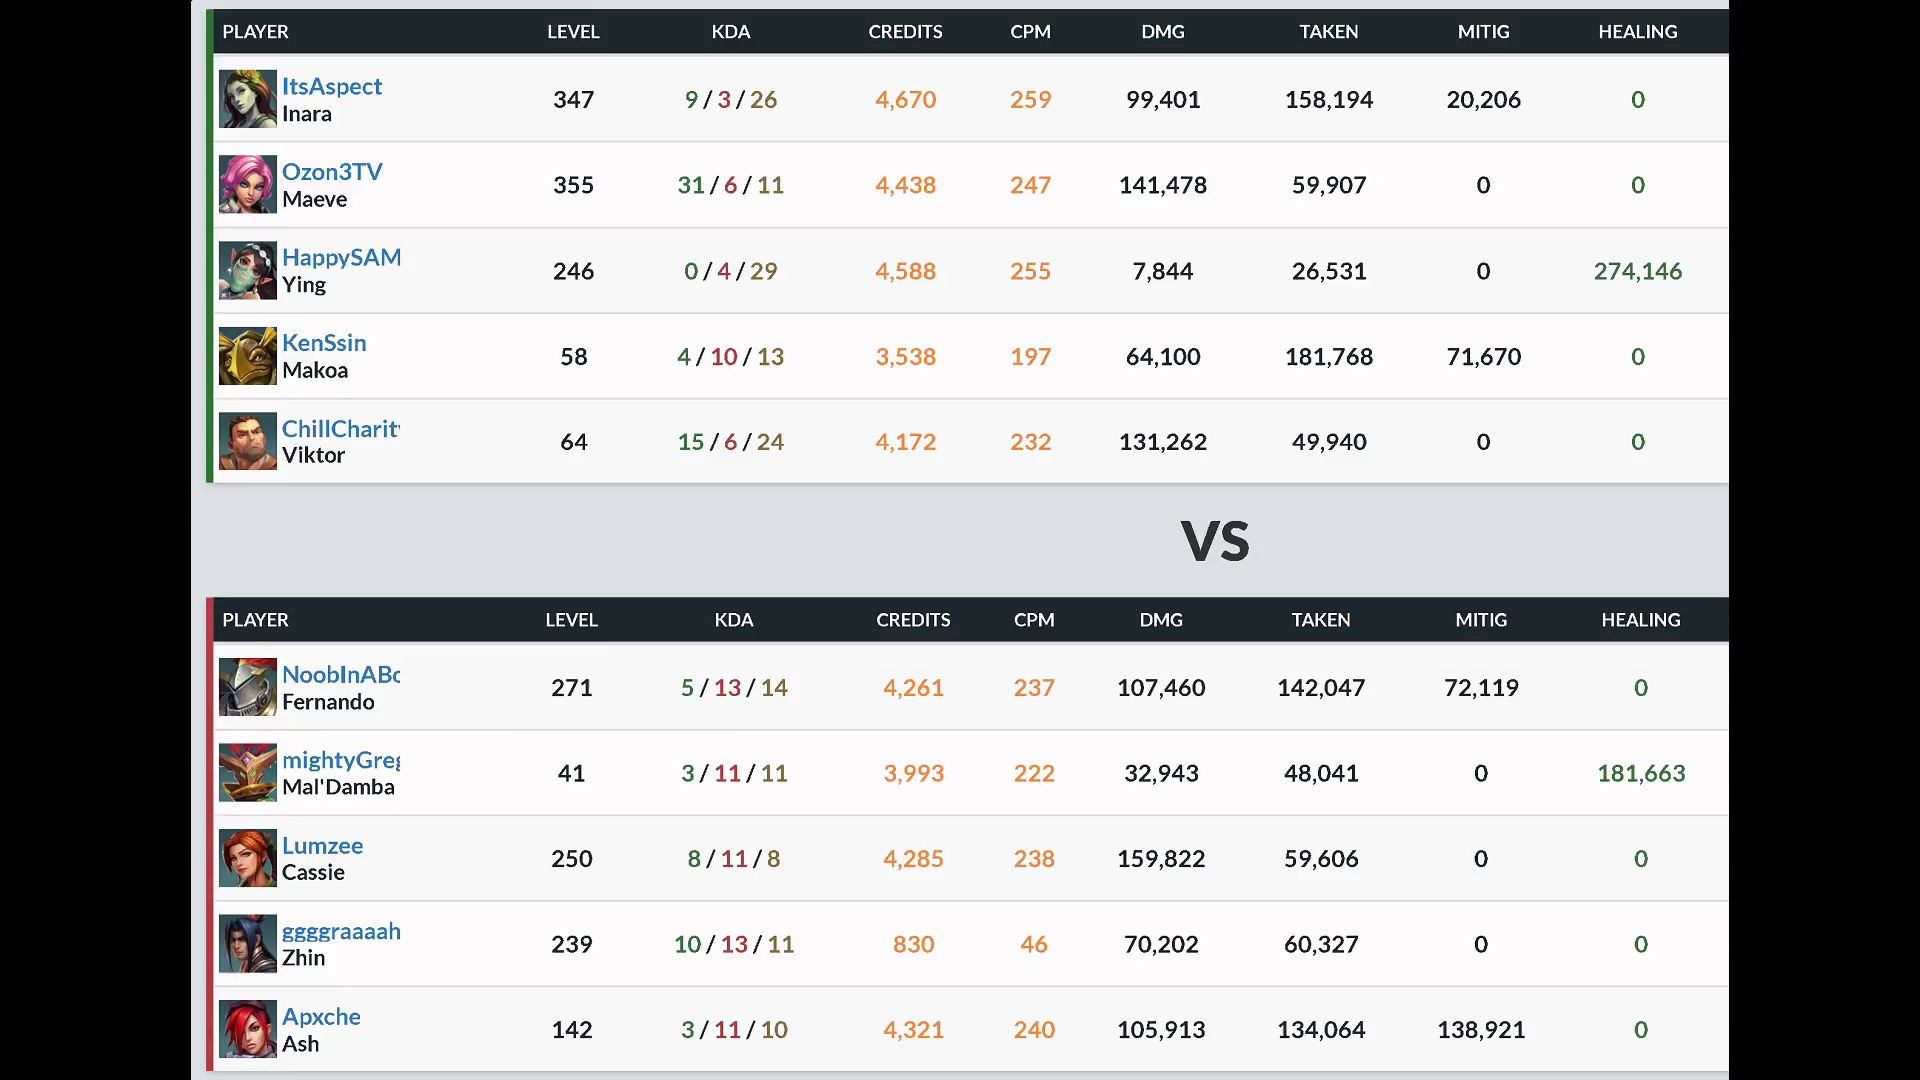 PLAYER LEVEL KDA CREDITS CPM DMG TAKEN MITIG HEALING
ItsAspect
Inara 347 9 / 3 / 26 4,670 259 99,401 158,194 20,206 0
Ozon3TV
Maeve 355 31 / 6 / 11 4,438 247 141,478 59,907 0 0
HappySAM
Ying 246 0 / 4 / 29 4,588 255 7,844 26,531 0 274,146
KenSsin
Makoa 58 4 / 10 / 13 3,538 197 64,100 181,768 71,670 0
ChillCharit
Viktor 64 15 / 6 / 24 4,172 232 131,262 49,940 0 0
VS
PLAYER LEVEL KDA CREDITS CPM DMG TAKEN MITIG HEALING
NoobInABo
Fernando 271 5 / 13 / 14 4,261 237 107,460 142,047 72,119 0
mightyGreg
Mal'Damba 41 3 / 11 / 11 3,993 222 32,943 48,041 0 181,663
Lumzee
Cassie 250 8 / 11 / 8 4,285 238 159,822 59,606 0 0
ggggraaaah
Zhin 239 10 / 13 / 11 830 46 70,202 60,327 0 0
Apxche
Ash 142 3 / 11 / 10 4,321 240 105,913 134,064 138,921 0